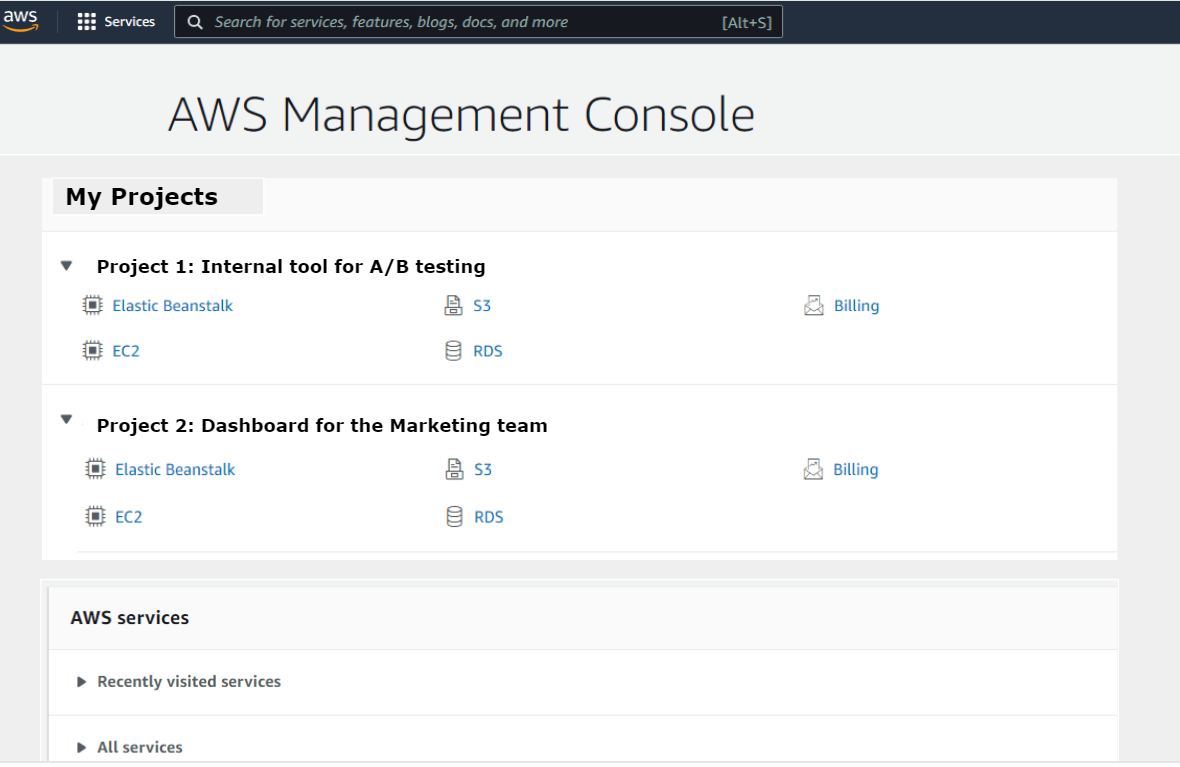 aws Services Search for services, features, blogs, docs, and more [Alt+S]
AWS Management Console
My Projects
Project 1: Internal tool for A/B testing
Elastic Beanstalk S3 Billing
EC2 RDS
Project 2: Dashboard for the Marketing team
Elastic Beanstalk S3 Billing
EC2 RDS
AWS services
Recently visited services
All services